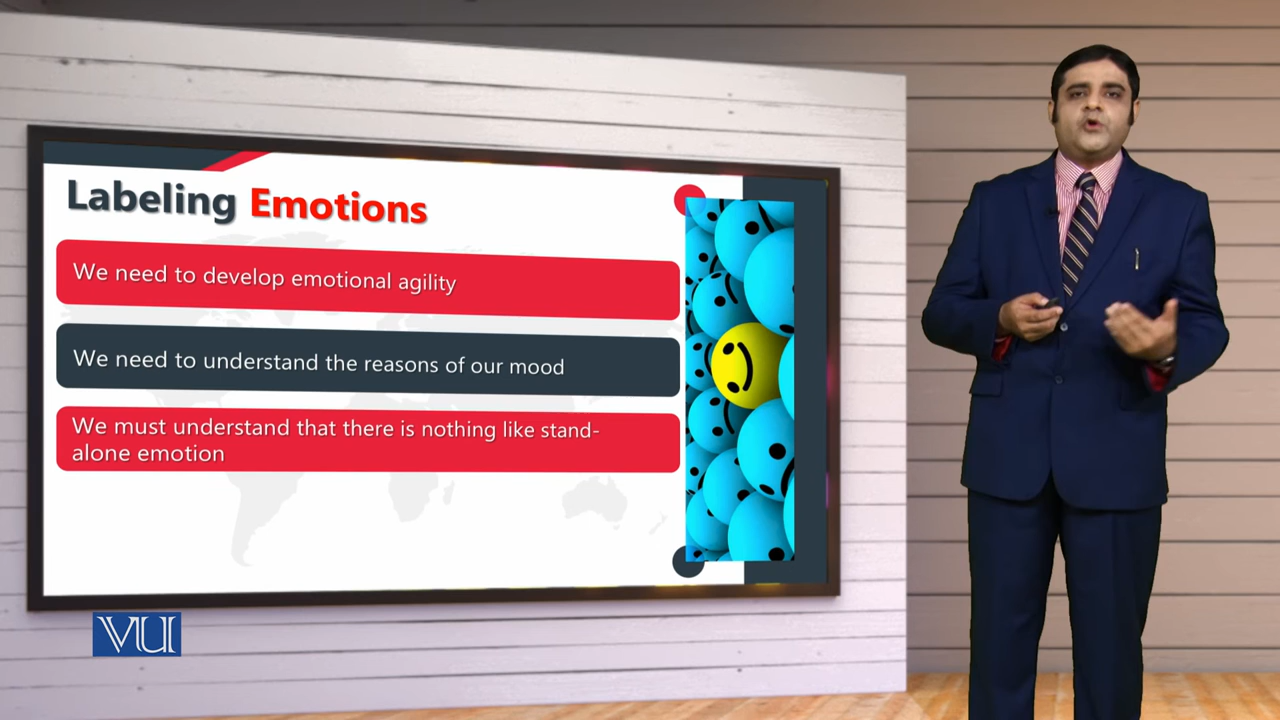 Labeling Emotions
We need to develop emotional agility
We need to understand the reasons of our mood
We must understand that there is nothing like stand-
alone emotion
VU